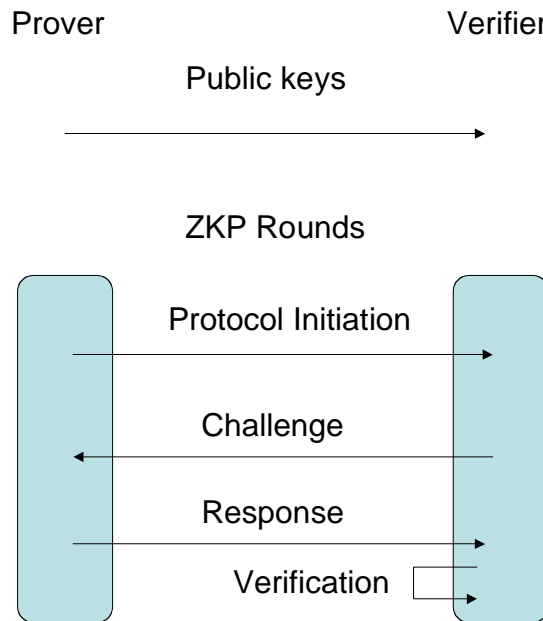 Prover Verifier
Public keys
ZKP Rounds
Protocol Initiation
Challenge
Response
Verification